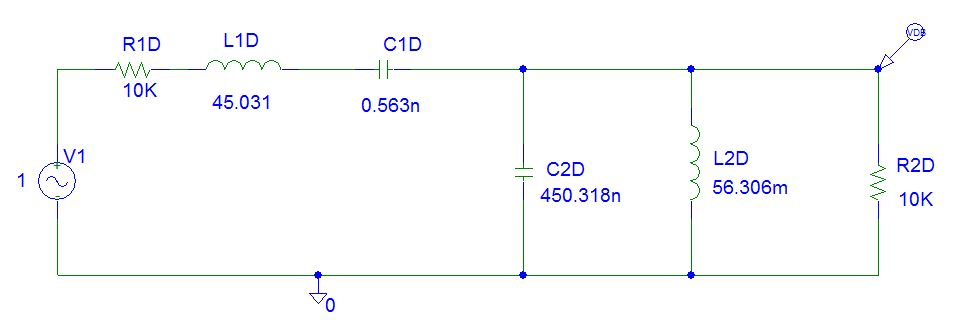 VDB
R1D
L1D
C1D
10K
45.031
0.563n
V1
1
C2D
450.318n
L2D
56.306m
R2D
10K
0